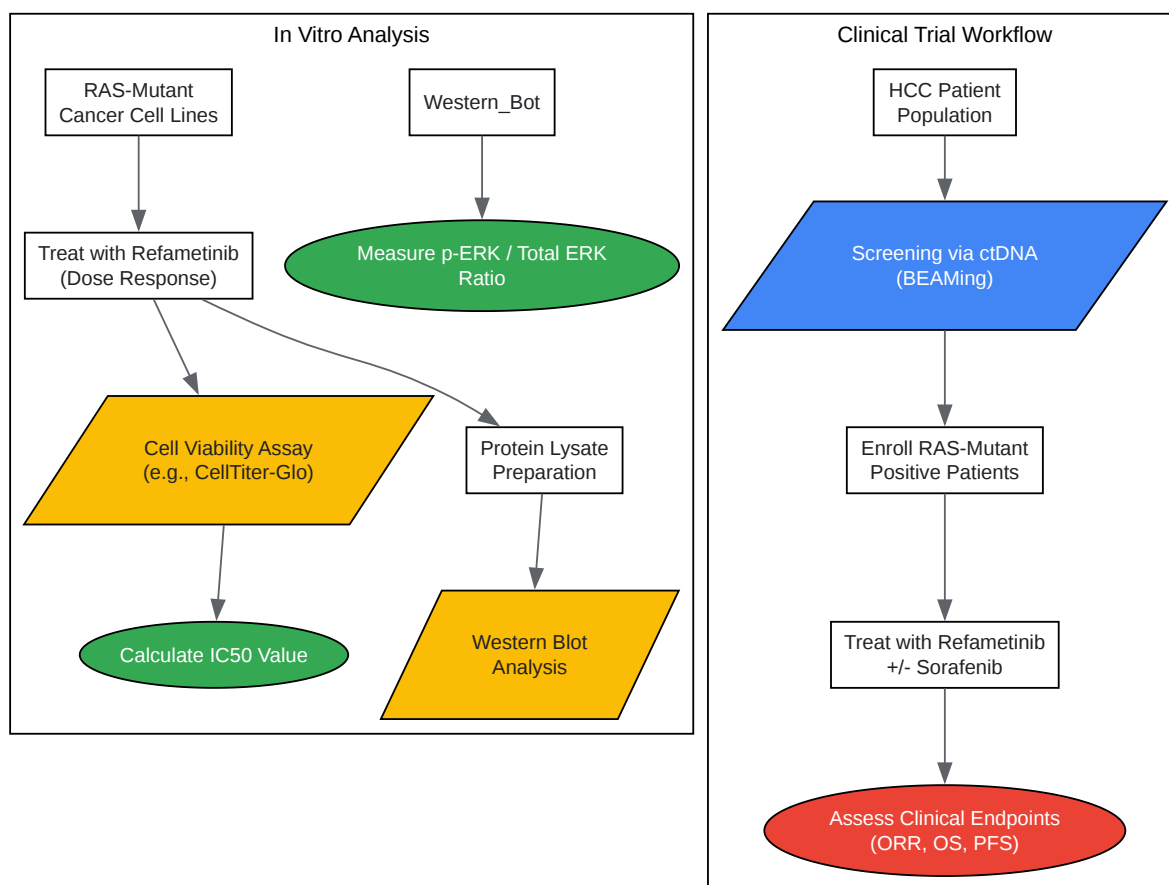 In Vitro Analysis
RAS-Mutant
Cancer Cell Lines
Western_Bot
Treat with Refametinib
(Dose Response)
Measure p-ERK / Total ERK
Ratio
Cell Viability Assay
(e.g., CellTiter-Glo)
Protein Lysate
Preparation
Calculate IC50 Value
Western Blot
Analysis
Clinical Trial Workflow
HCC Patient
Population
Screening via ctDNA
(BEAMing)
Enroll RAS-Mutant
Positive Patients
Treat with Refametinib
+/- Sorafenib
Assess Clinical Endpoints
(ORR, OS, PFS)